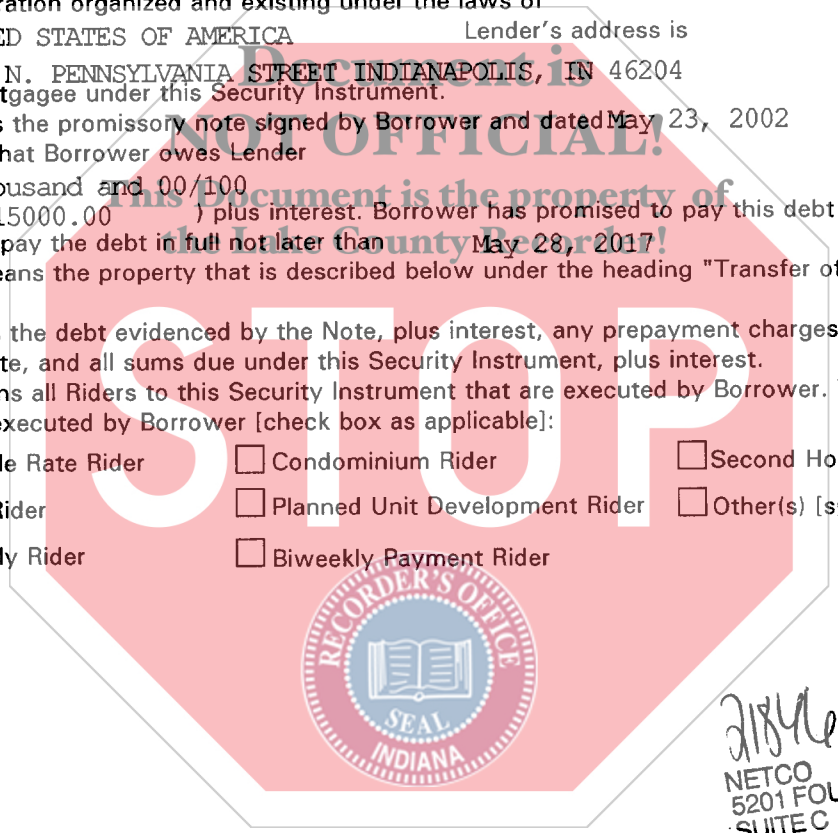 ration organized and existing under the laws of
ED STATES OF AMERICA Lender's address is
Document is
N. PENNSYLVANIA STREET INDIANAPOLIS, IN 46204
tgagee under this Security Instrument.
s the promissory note signed by Borrower and dated May 23, 2002
NOT OFFICIAL!
hat Borrower owes Lender
ousand and 00/100
This Document is the property of
15000.00 ) plus interest. Borrower has promised to pay this debt
pay the debt in full not later than May 28, 2017
the Lake County Recorder!
eans the property that is described below under the heading "Transfer of
the debt evidenced by the Note, plus interest, any prepayment charges
te, and all sums due under this Security Instrument, plus interest.
ns all Riders to this Security Instrument that are executed by Borrower.
executed by Borrower [check box as applicable]:
STOP
le Rate Rider Condominium Rider Second Ho
Rider Planned Unit Development Rider Other(s) [s
ly Rider Biweekly Payment Rider
RECORDER'S OFFICE
SEAL
INDIANA
NETCO
5201 FOU
SUITE C